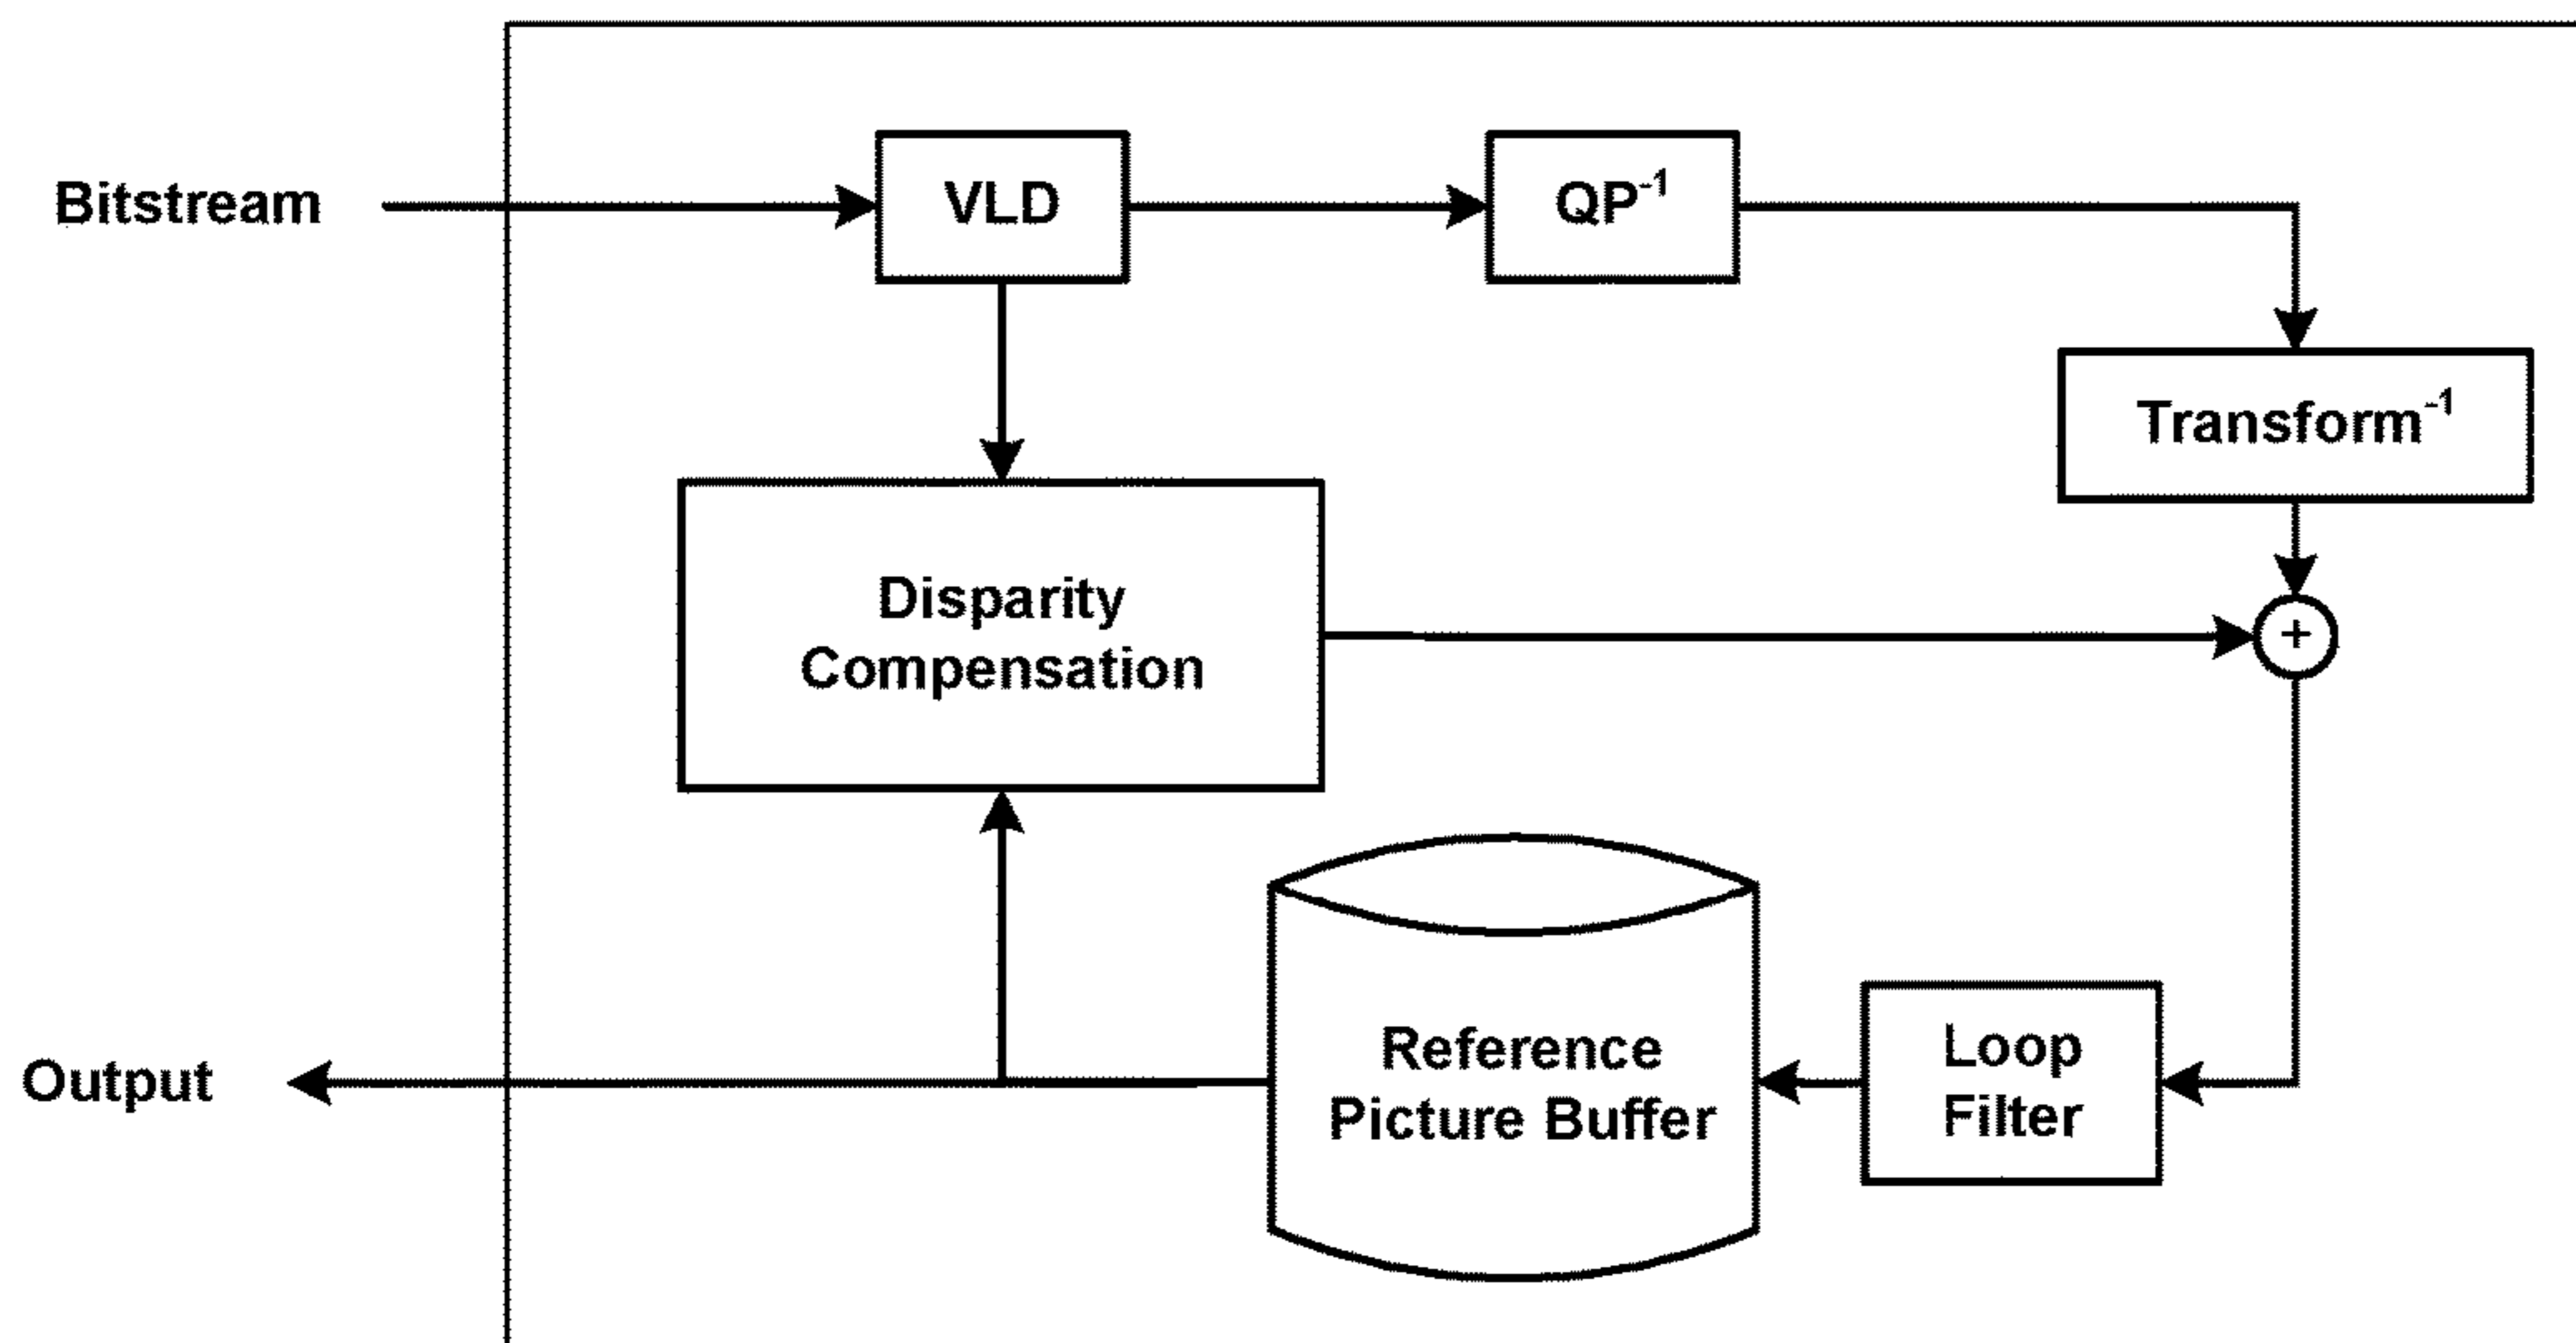 Bitstream
VLD
QP⁻¹
Transform⁻¹
Disparity
Compensation
+
Reference
Picture Buffer
Loop
Filter
Output